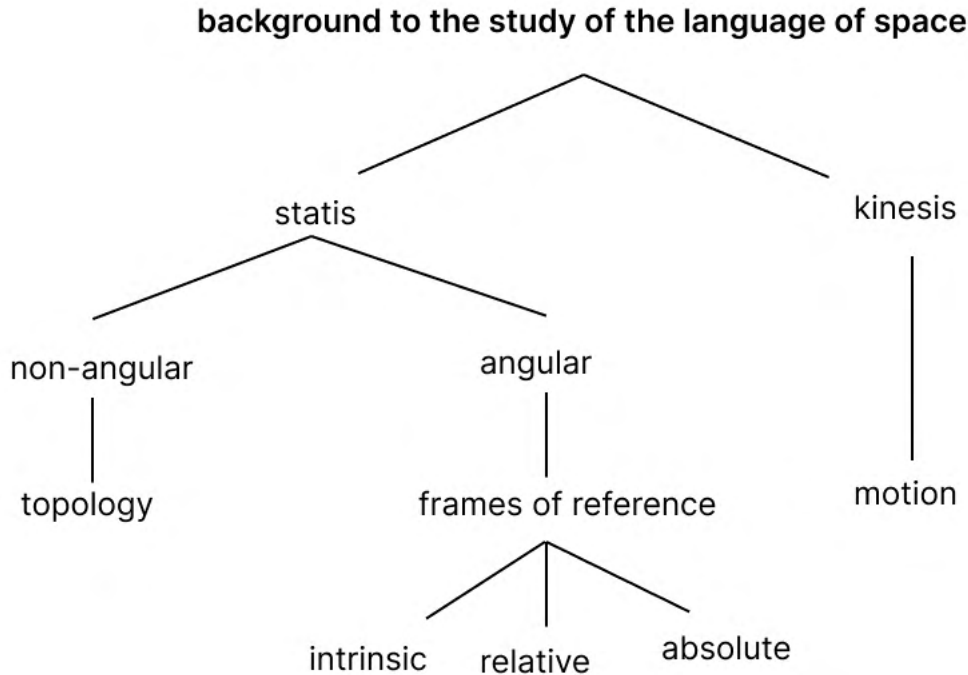 background to the study of the language of space
statis
kinesis
non-angular
angular
topology
frames of reference
motion
intrinsic
relative
absolute